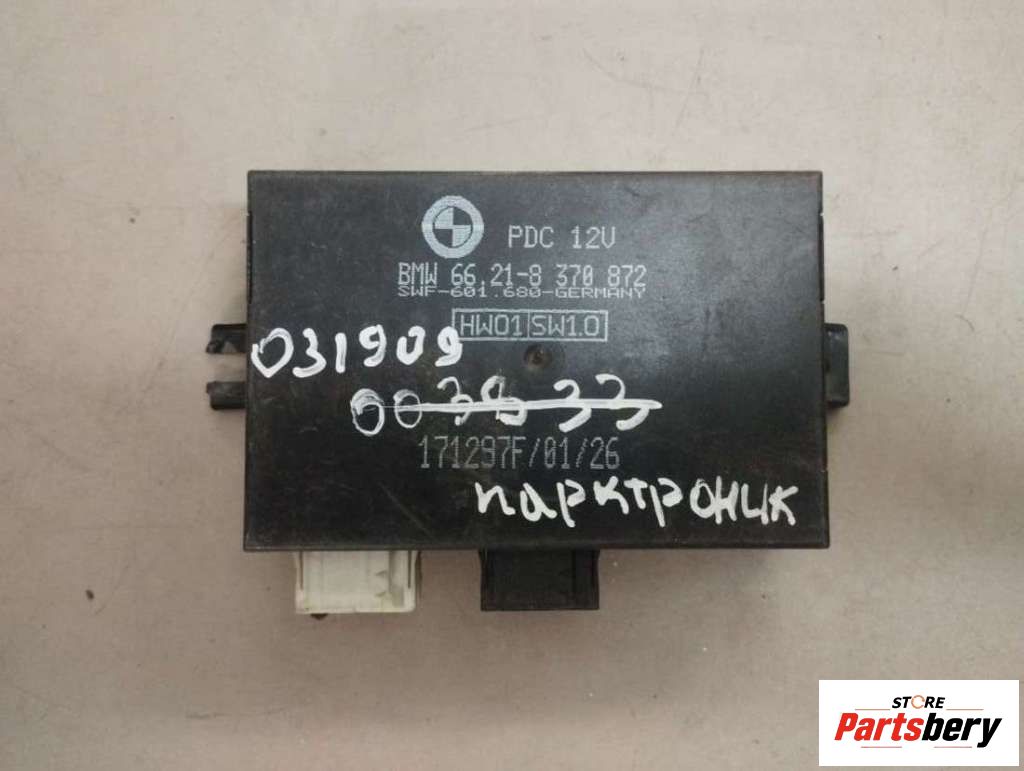 PDC 12V
BMW 66.21-8 370 872
SWF-601.680-GERMANY
HW01 SW1.0
031909
003933
171297F/01/26
парктроник
STORE
Partsbery